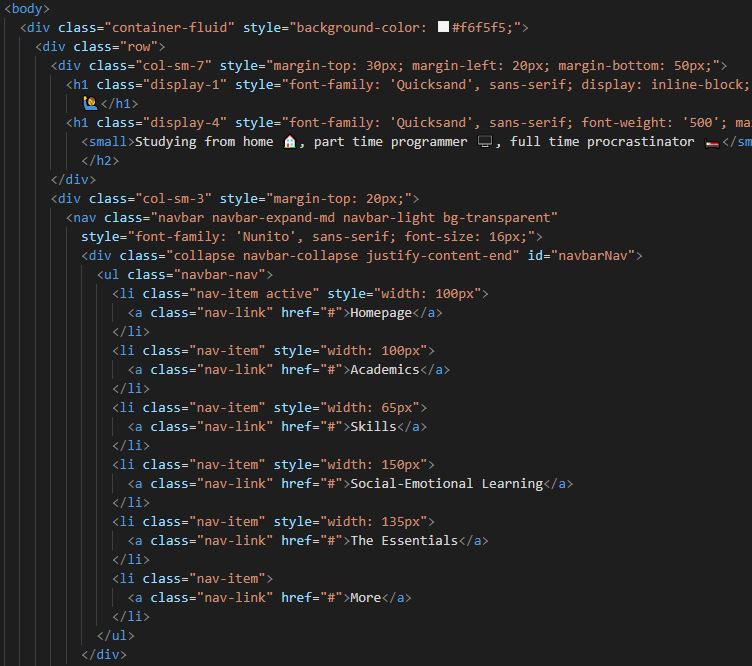 <body>
<div class="container-fluid" style="background-color: #f6f5f5;">
<div class="row">
<div class="col-sm-7" style="margin-top: 30px; margin-left: 20px; margin-bottom: 50px;">
<h1 class="display-1" style="font-family: 'Quicksand', sans-serif; display: inline-block;
🙋</h1>
<h1 class="display-4" style="font-family: 'Quicksand', sans-serif; font-weight: '500'; ma
<small>Studying from home 🏠, part time programmer 🖥️, full time procrastinator 🛏️</sm
</h2>
</div>
<div class="col-sm-3" style="margin-top: 20px;">
<nav class="navbar navbar-expand-md navbar-light bg-transparent"
style="font-family: 'Nunito', sans-serif; font-size: 16px;">
<div class="collapse navbar-collapse justify-content-end" id="navbarNav">
<ul class="navbar-nav">
<li class="nav-item active" style="width: 100px">
<a class="nav-link" href="#">Homepage</a>
</li>
<li class="nav-item" style="width: 100px">
<a class="nav-link" href="#">Academics</a>
</li>
<li class="nav-item" style="width: 65px">
<a class="nav-link" href="#">Skills</a>
</li>
<li class="nav-item" style="width: 150px">
<a class="nav-link" href="#">Social-Emotional Learning</a>
</li>
<li class="nav-item" style="width: 135px">
<a class="nav-link" href="#">The Essentials</a>
</li>
<li class="nav-item">
<a class="nav-link" href="#">More</a>
</li>
</ul>
</div>